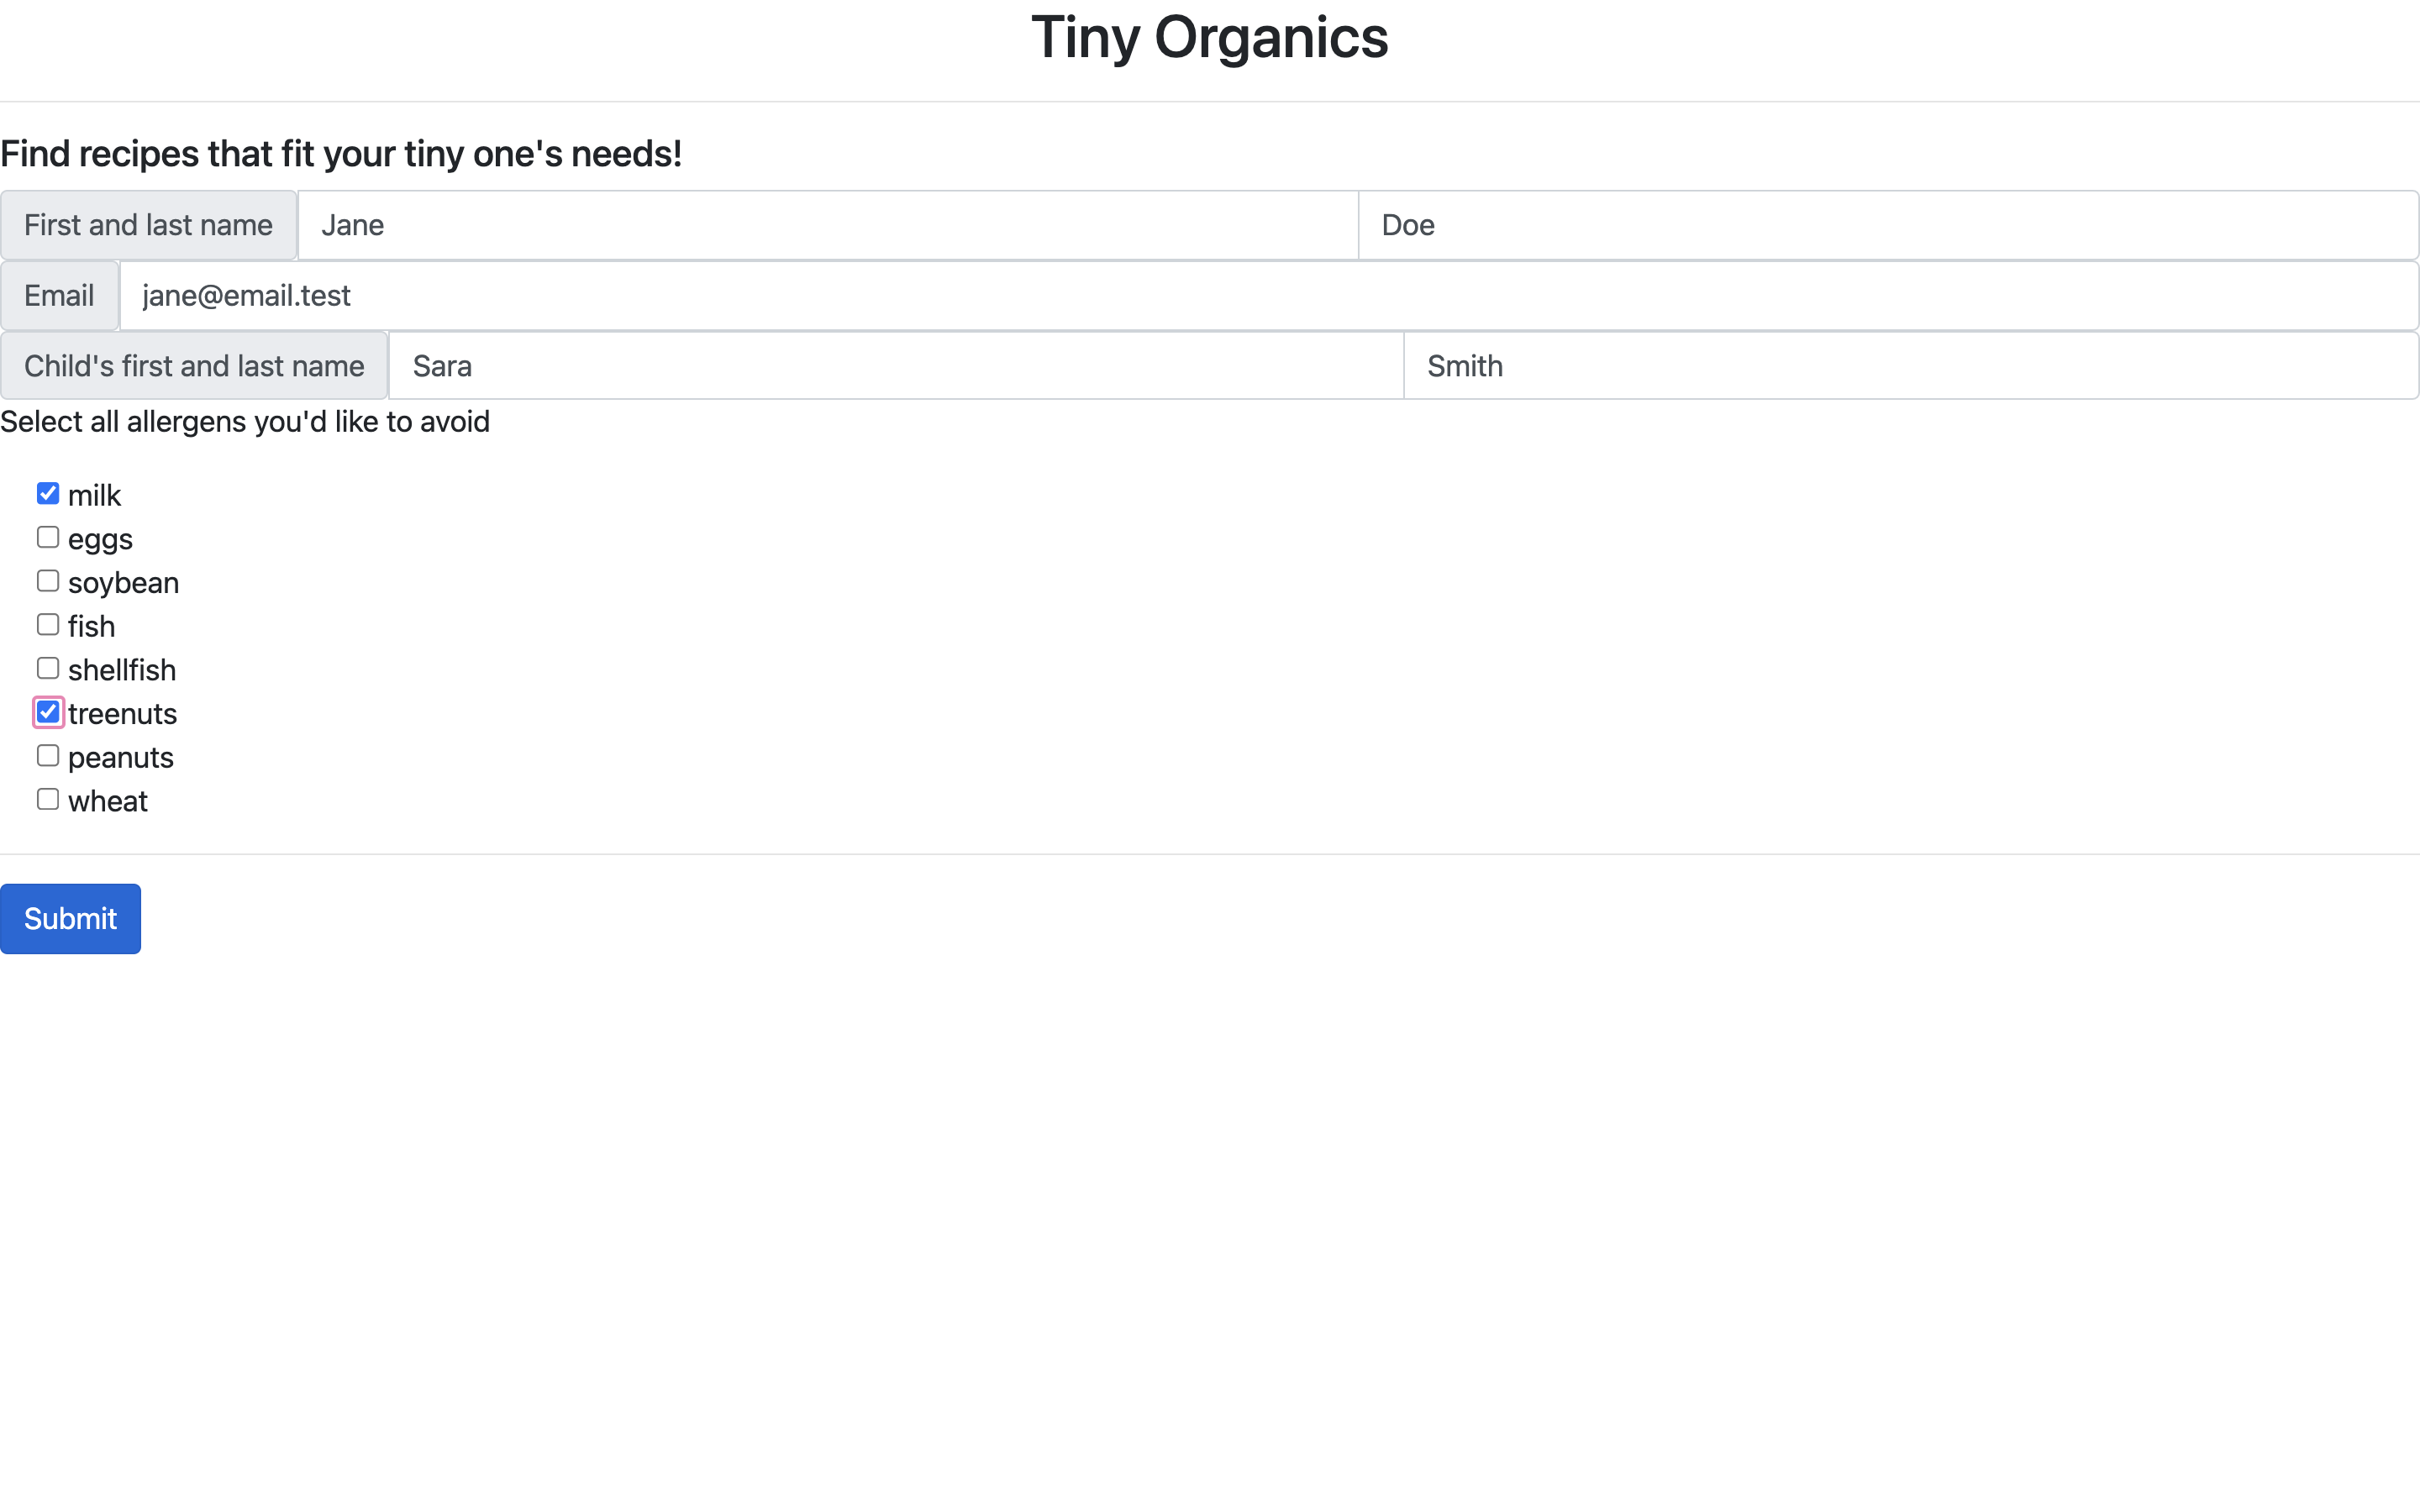 Tiny Organics
Find recipes that fit your tiny one's needs!
First and last name Jane Doe
Email jane@email.test
Child's first and last name Sara Smith
Select all allergens you'd like to avoid
milk
eggs
soybean
fish
shellfish
treenuts
peanuts
wheat
Submit